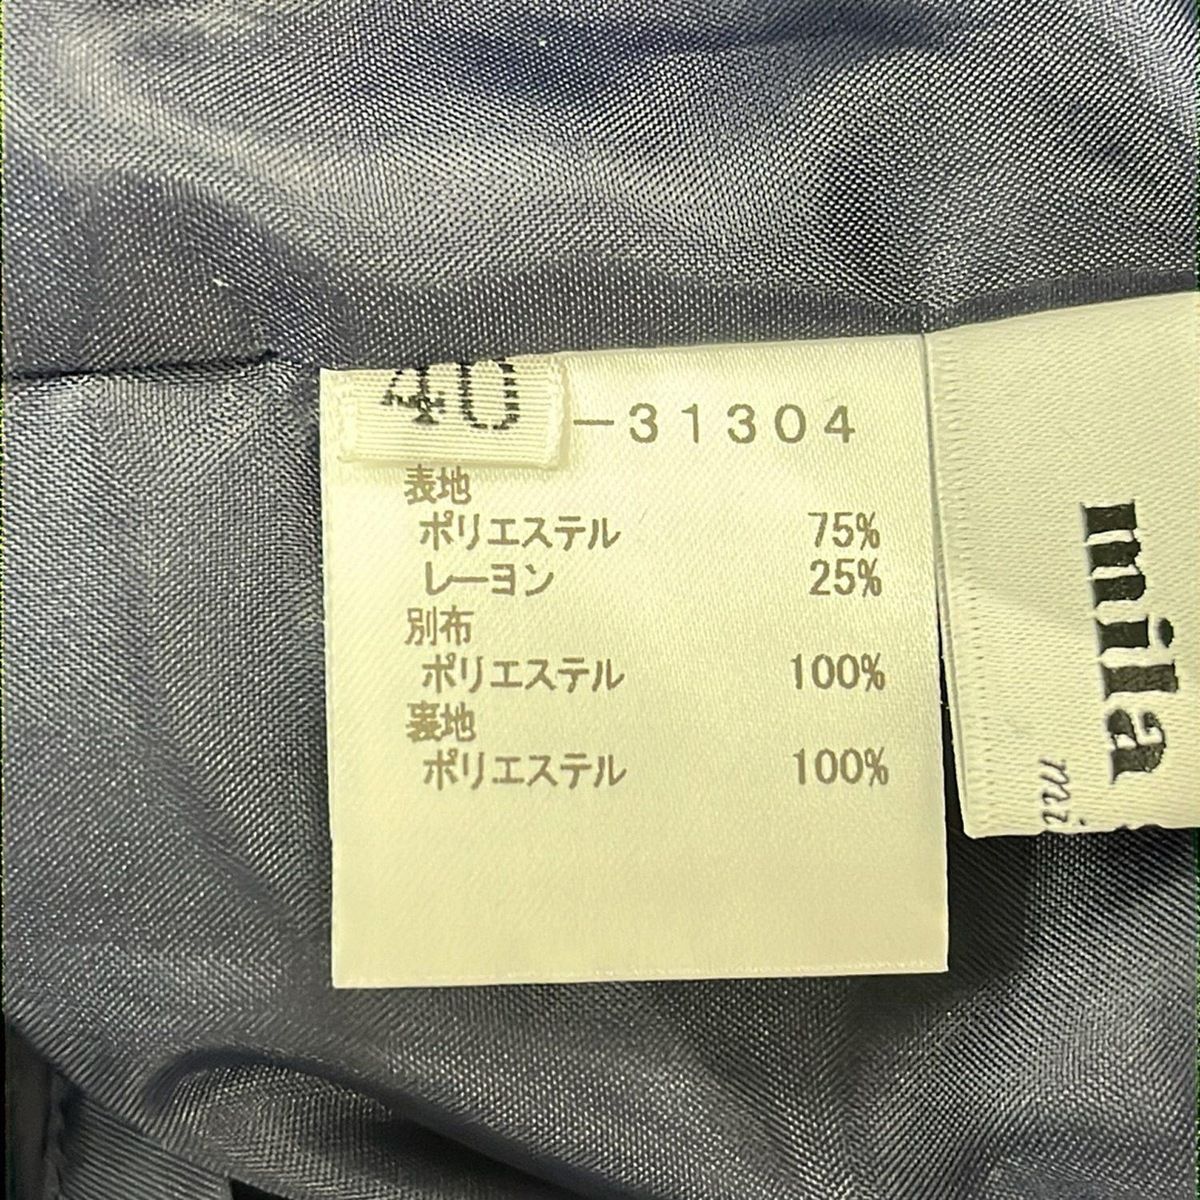 40
-31304
表地
ポリエステル 75%
レーヨン 25%
別布
ポリエステル 100%
裏地
ポリエステル 100%
mila